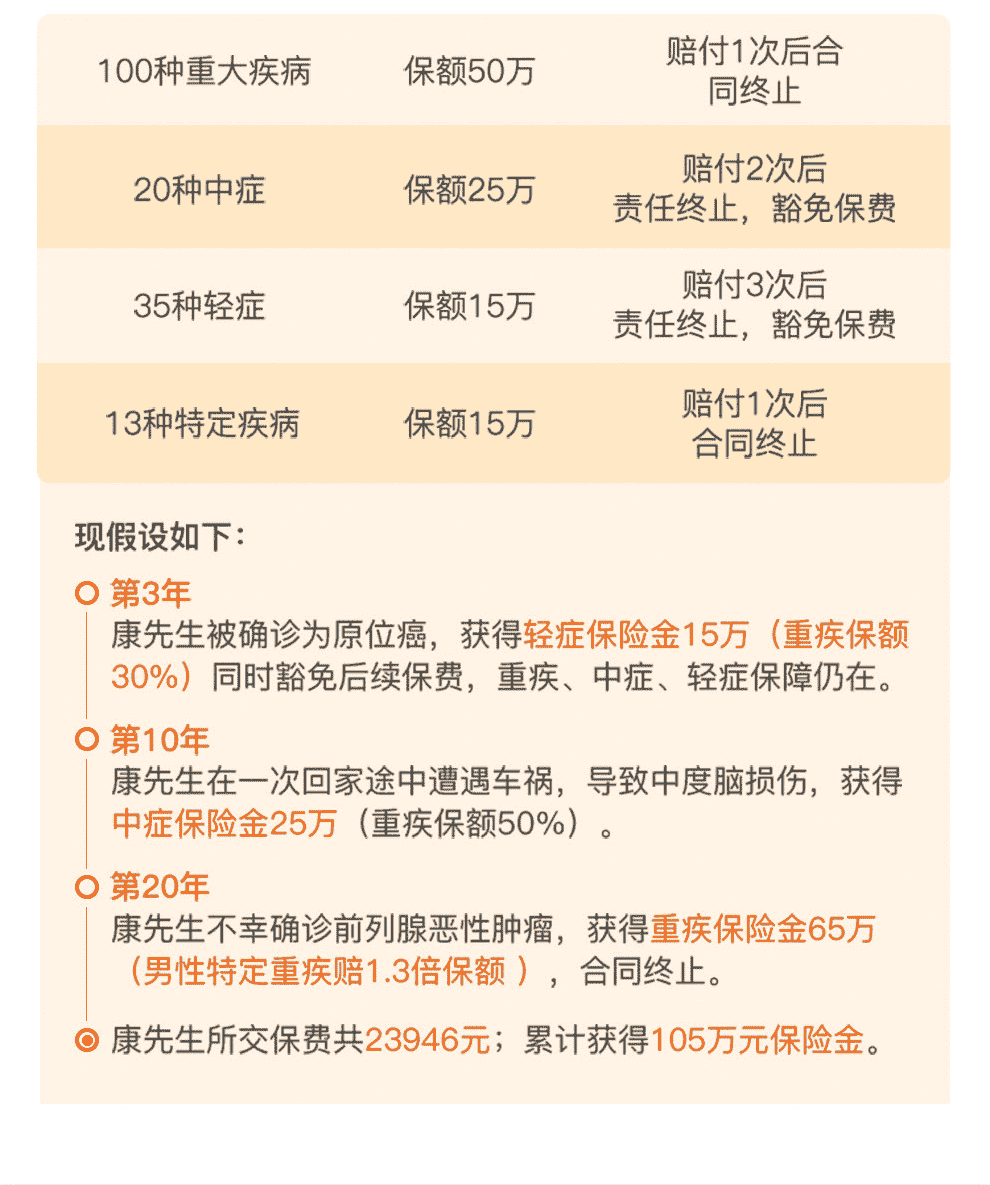 100种重大疾病 保额50万 赔付1次后合
同终止
20种中症 保额25万 赔付2次后
责任终止，豁免保费
35种轻症 保额15万 赔付3次后
责任终止，豁免保费
13种特定疾病 保额15万 赔付1次后
合同终止
现假设如下：
第3年
康先生被确诊为原位癌，获得轻症保险金15万（重疾保额
30%）同时豁免后续保费，重疾、中症、轻症保障仍在。
第10年
康先生在一次回家途中遭遇车祸，导致中度脑损伤，获得
中症保险金25万（重疾保额50%）。
第20年
康先生不幸确诊前列腺恶性肿瘤，获得重疾保险金65万
（男性特定重疾赔1.3倍保额 ），合同终止。
康先生所交保费共23946元；累计获得105万元保险金。